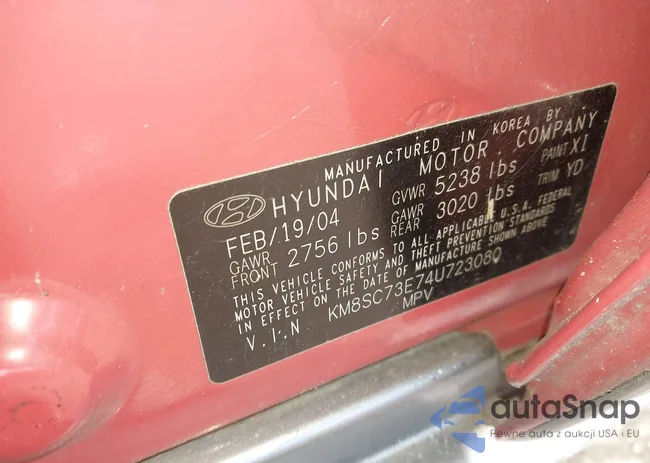 MANUFACTURED IN KOREA BY
HYUNDAI MOTOR COMPANY
FEB/19/04 GVWR 5238 lbs PAINT XI
GAWR FRONT 2756 lbs GAWR REAR 3020 lbs TRIM YD
THIS VEHICLE CONFORMS TO ALL APPLICABLE U.S.A. FEDERAL
MOTOR VEHICLE SAFETY AND THEFT PREVENTION STANDARDS
IN EFFECT ON THE DATE OF MANUFACTURE SHOWN ABOVE
V.I.N KM8SC73E74U723080
MPV
autoSnap
Pewne auta z aukcji USA i EU